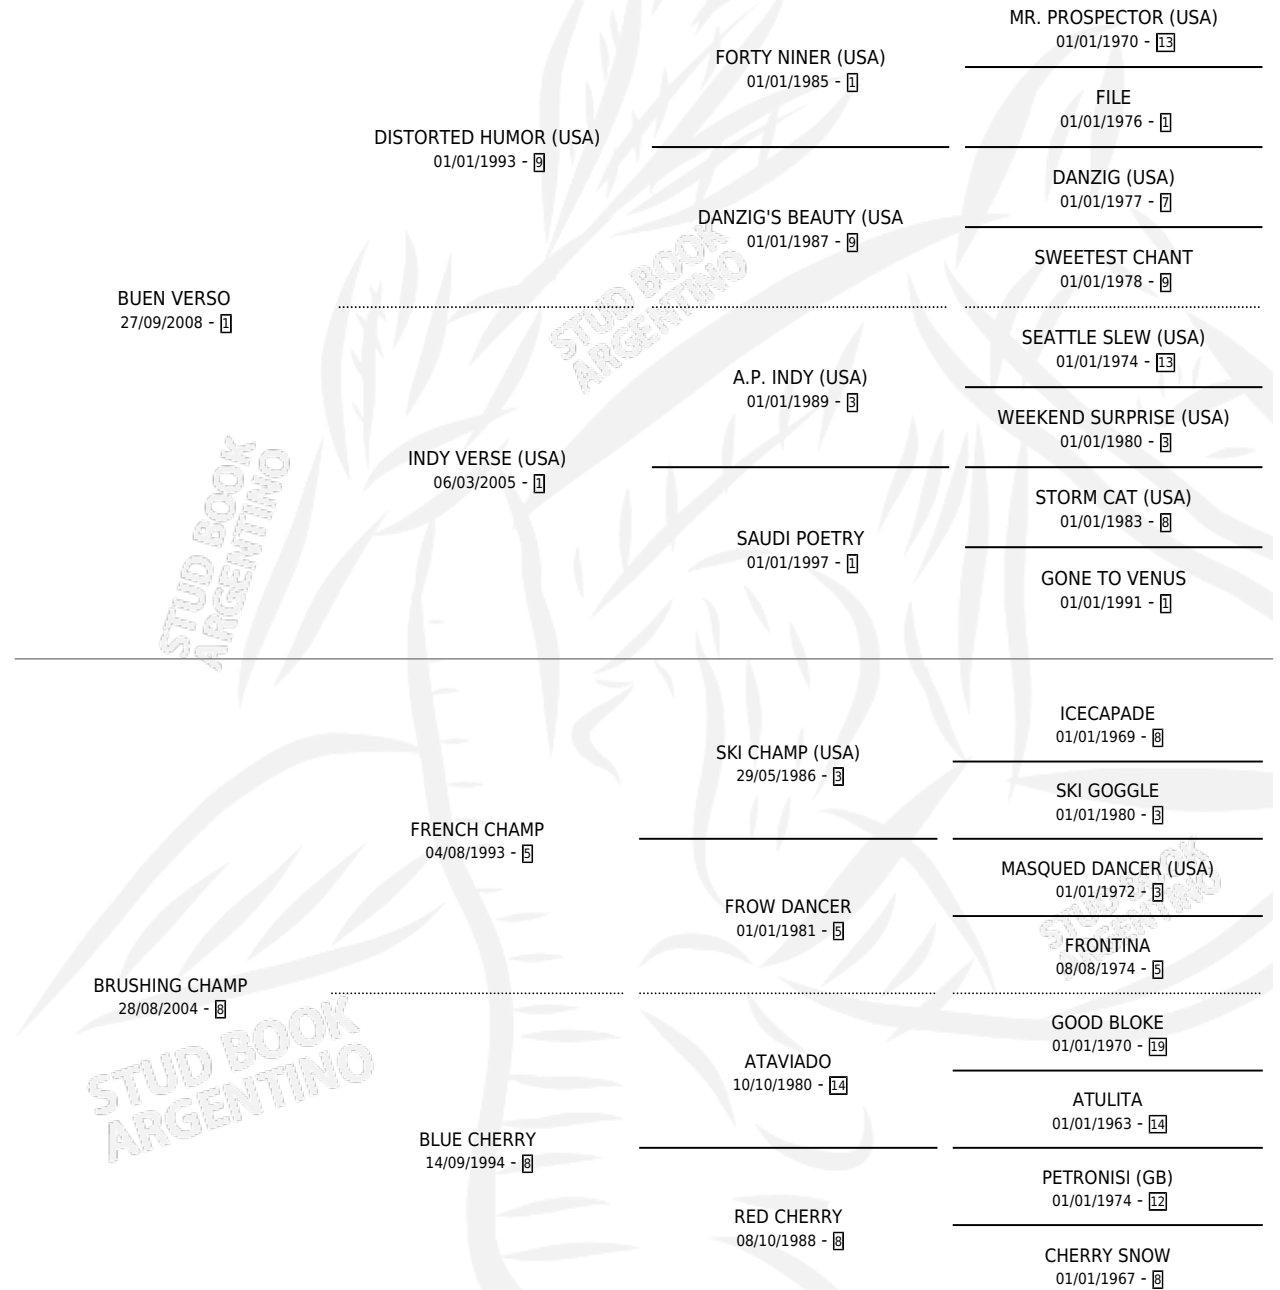 MR. PROSPECTOR (USA)
01/01/1970 - 13
FORTY NINER (USA)
01/01/1985 - 1
FILE
01/01/1976 - 1
DISTORTED HUMOR (USA)
01/01/1993 - 9
DANZIG (USA)
01/01/1977 - 7
DANZIG'S BEAUTY (USA
01/01/1987 - 9
SWEETEST CHANT
01/01/1978 - 9
BUEN VERSO
27/09/2008 - 1
STUD BOOK
ARGENTINO
SEATTLE SLEW (USA)
01/01/1974 - 13
A.P. INDY (USA)
01/01/1989 - 3
WEEKEND SURPRISE (USA)
01/01/1980 - 3
INDY VERSE (USA)
06/03/2005 - 1
STORM CAT (USA)
01/01/1983 - 8
SAUDI POETRY
01/01/1997 - 1
GONE TO VENUS
01/01/1991 - 1
STUD BOOK
ARGENTINO
ICECAPADE
01/01/1969 - 8
SKI CHAMP (USA)
29/05/1986 - 3
SKI GOGGLE
01/01/1980 - 3
FRENCH CHAMP
04/08/1993 - 5
MASQUED DANCER (USA)
01/01/1972 - 3
FROW DANCER
01/01/1981 - 5
STUD BOOK
ARGENTINO
FRONTINA
08/08/1974 - 5
BRUSHING CHAMP
28/08/2004 - 8
STUD BOOK
ARGENTINO
GOOD BLOKE
01/01/1970 - 19
ATAVIADO
10/10/1980 - 14
ATULITA
01/01/1963 - 14
BLUE CHERRY
14/09/1994 - 8
PETRONISI (GB)
01/01/1974 - 12
RED CHERRY
08/10/1988 - 8
CHERRY SNOW
01/01/1967 - 8